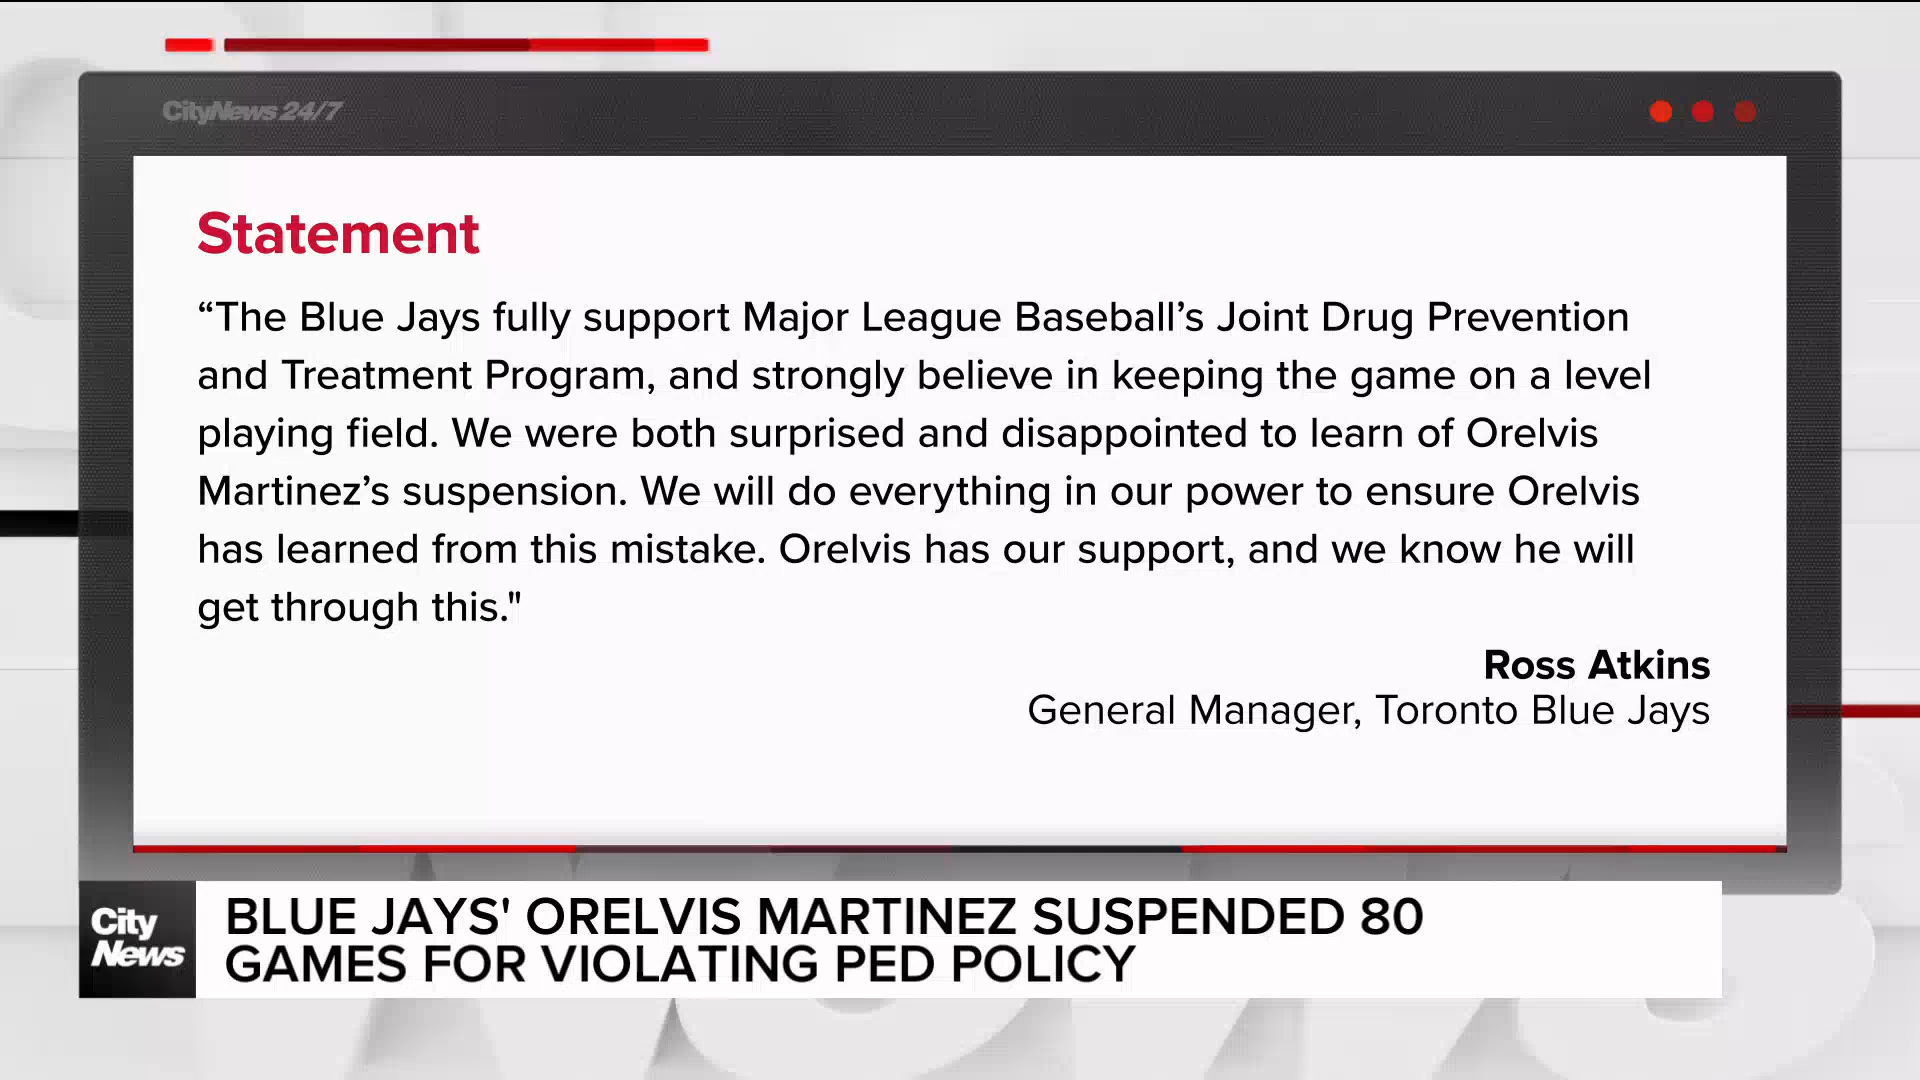 CityNews 24/7
Statement
“The Blue Jays fully support Major League Baseball’s Joint Drug Prevention
and Treatment Program, and strongly believe in keeping the game on a level
playing field. We were both surprised and disappointed to learn of Orelvis
Martinez’s suspension. We will do everything in our power to ensure Orelvis
has learned from this mistake. Orelvis has our support, and we know he will
get through this."
Ross Atkins
General Manager, Toronto Blue Jays
City
News
BLUE JAYS' ORELVIS MARTINEZ SUSPENDED 80
GAMES FOR VIOLATING PED POLICY